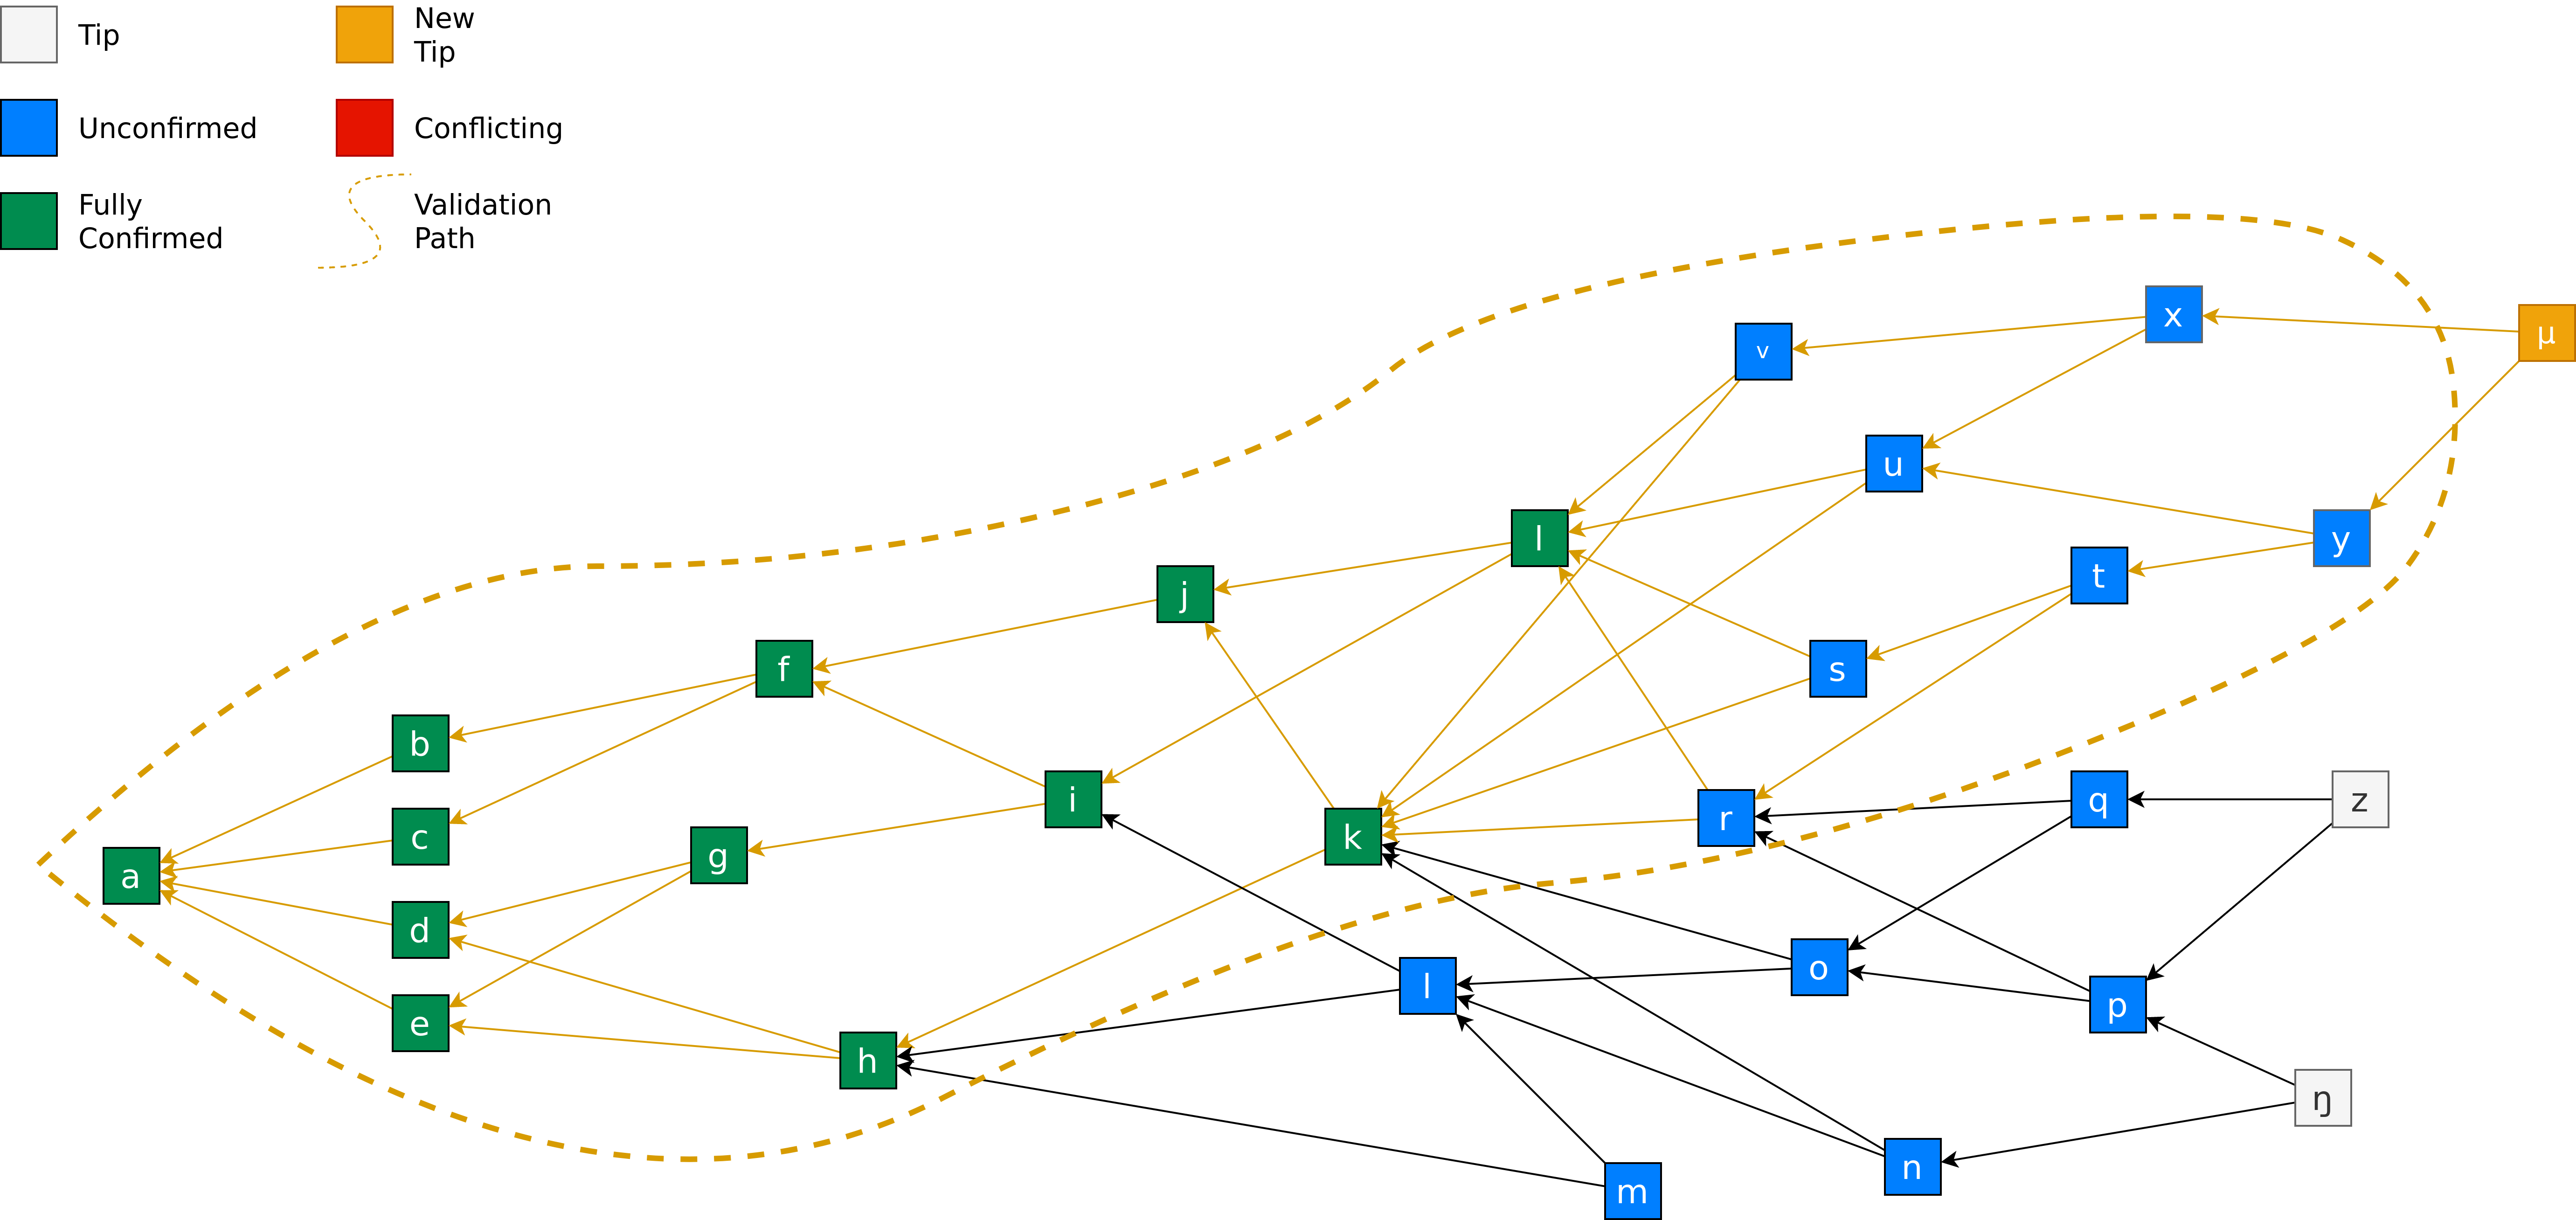 Tip
New
Tip
Unconfirmed
Conflicting
Fully
Confirmed
Validation
Path
x
μ
v
u
l
y
t
j
f
s
b
i
q
z
c
k
r
g
a
d
o
l
p
e
h
ŋ
n
m